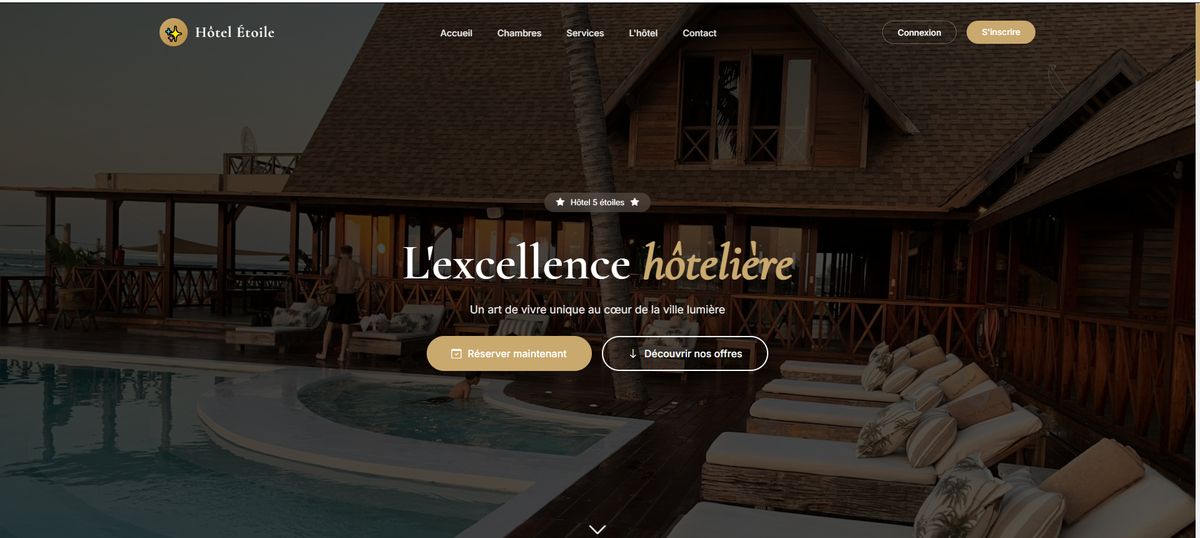 Hôtel Étoile
Accueil Chambres Services L'hôtel Contact
Connexion S'inscrire
Hôtel 5 étoiles
L'excellence hôtelière
Un art de vivre unique au cœur de la ville lumière
Réserver maintenant
Découvrir nos offres